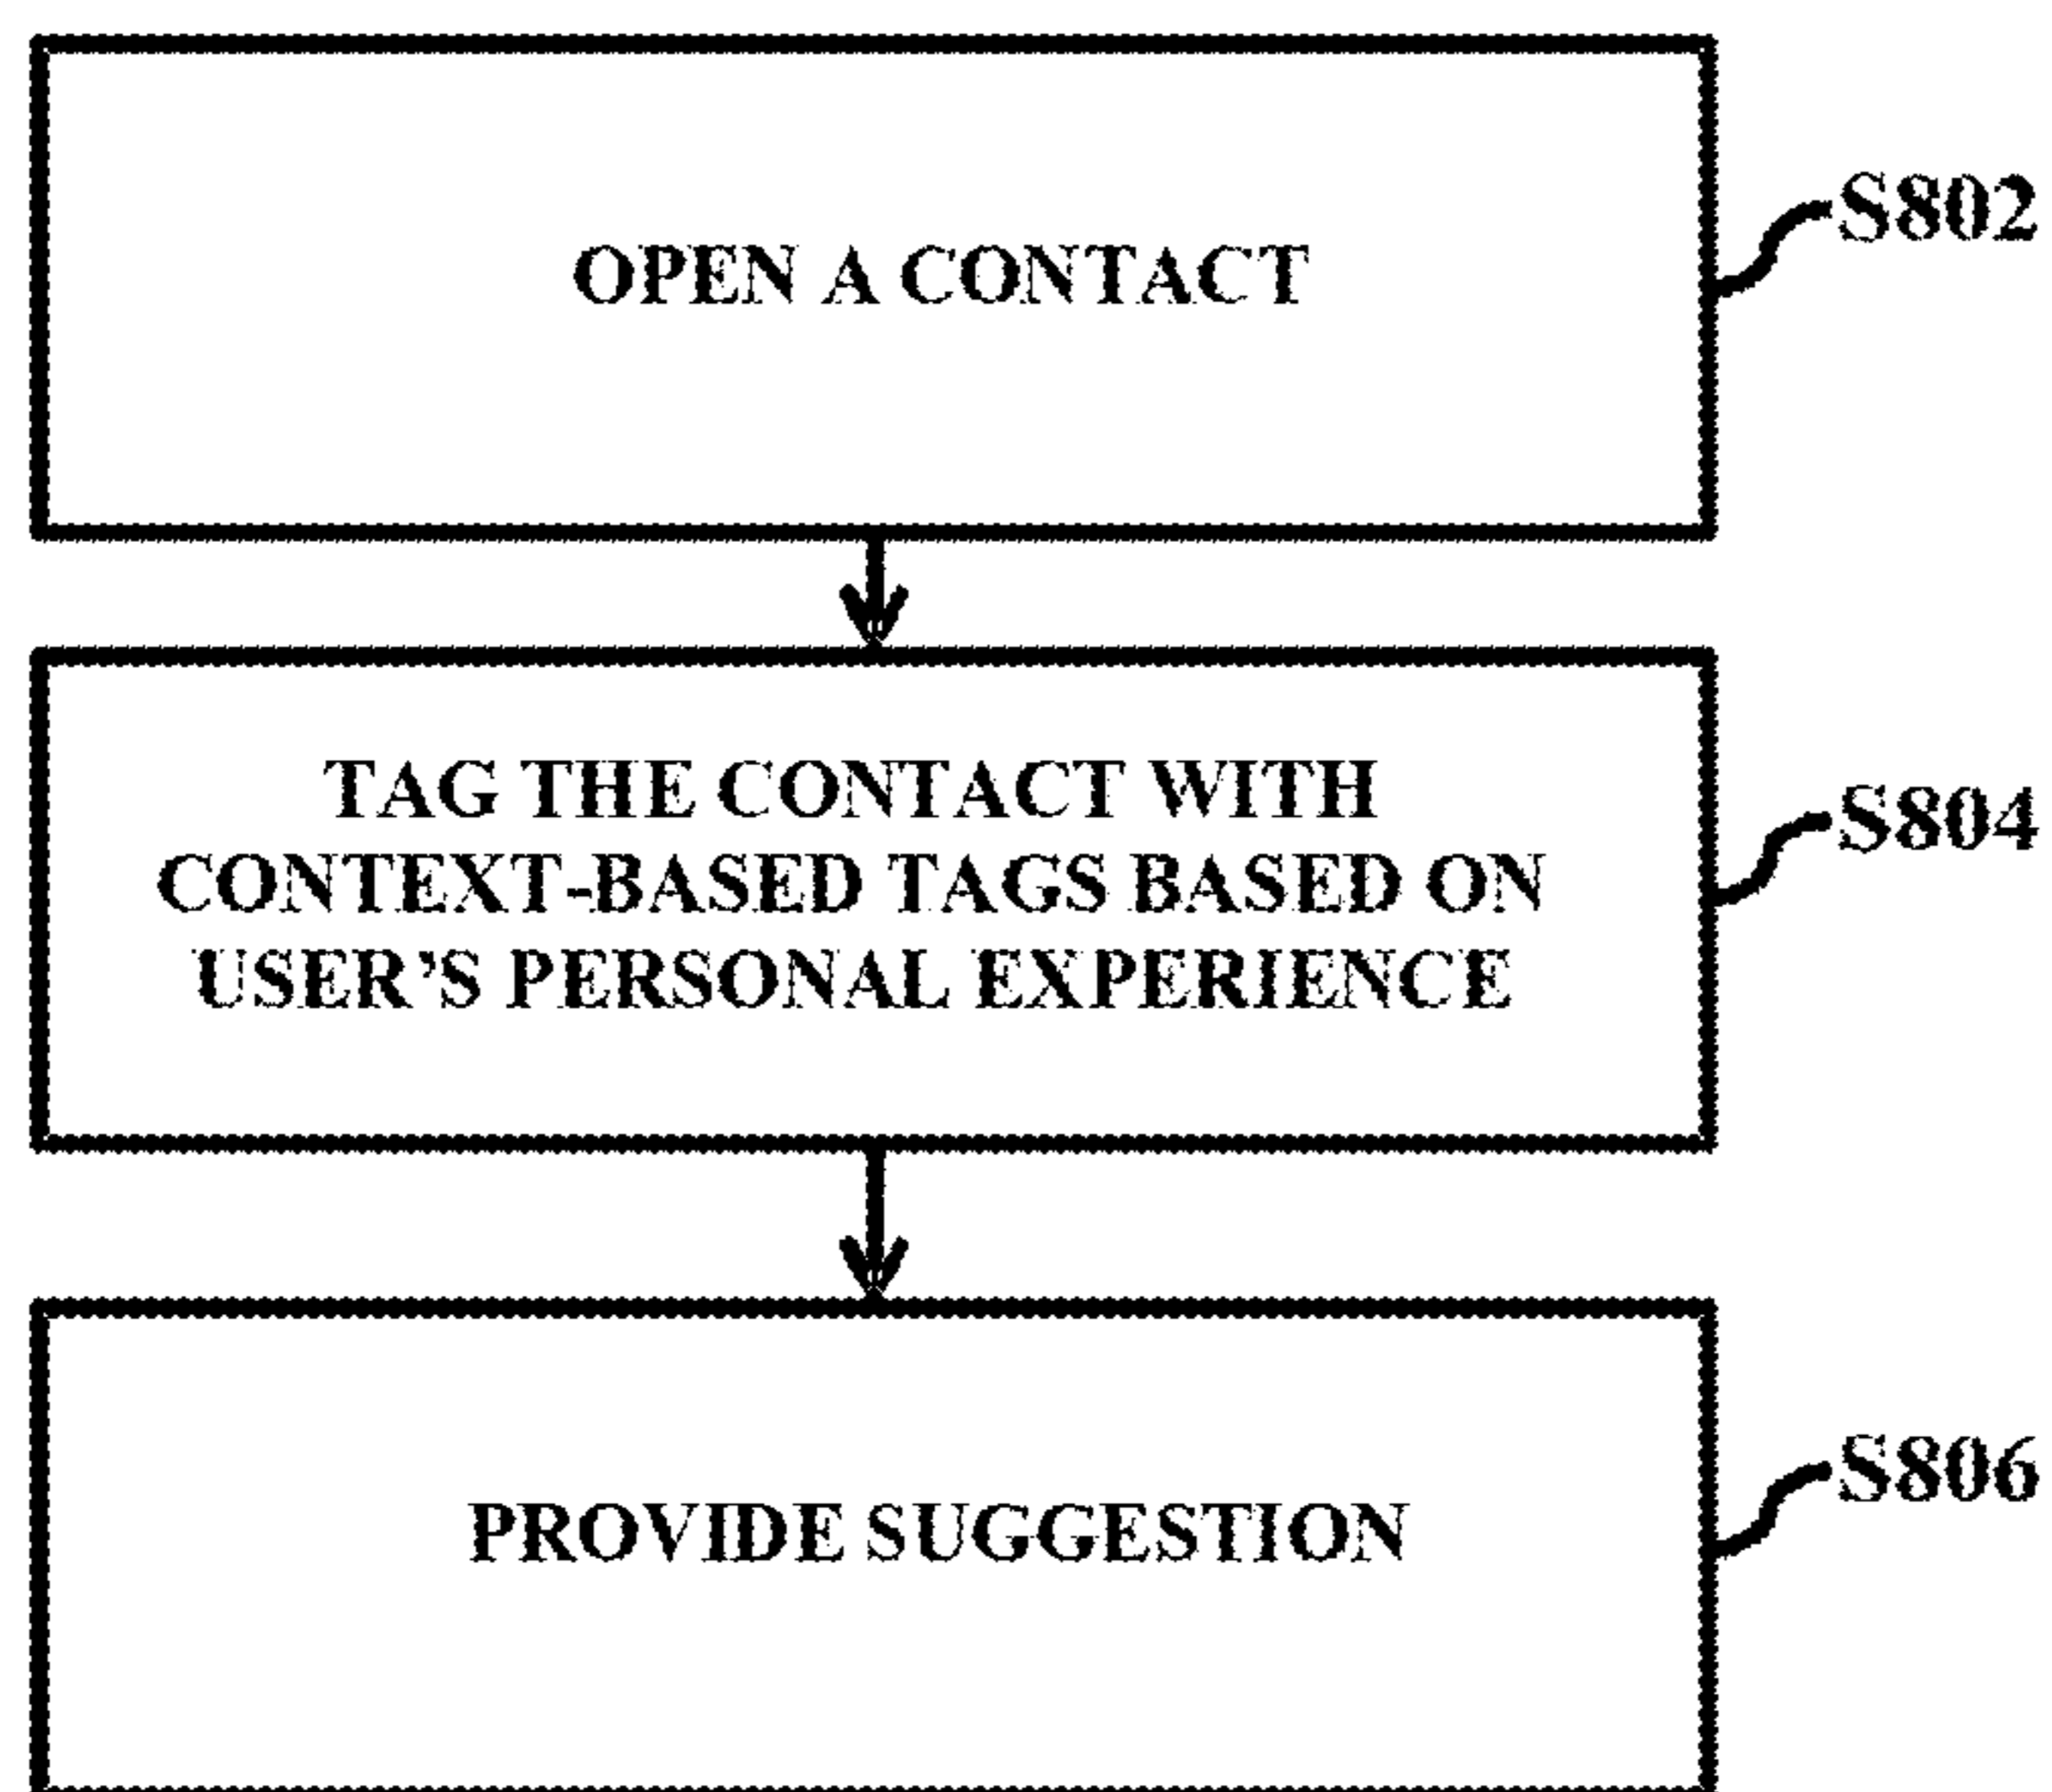 OPEN A CONTACT
S802
TAG THE CONTACT WITH
CONTEXT-BASED TAGS BASED ON
USER’S PERSONAL EXPERIENCE
S804
PROVIDE SUGGESTION
S806